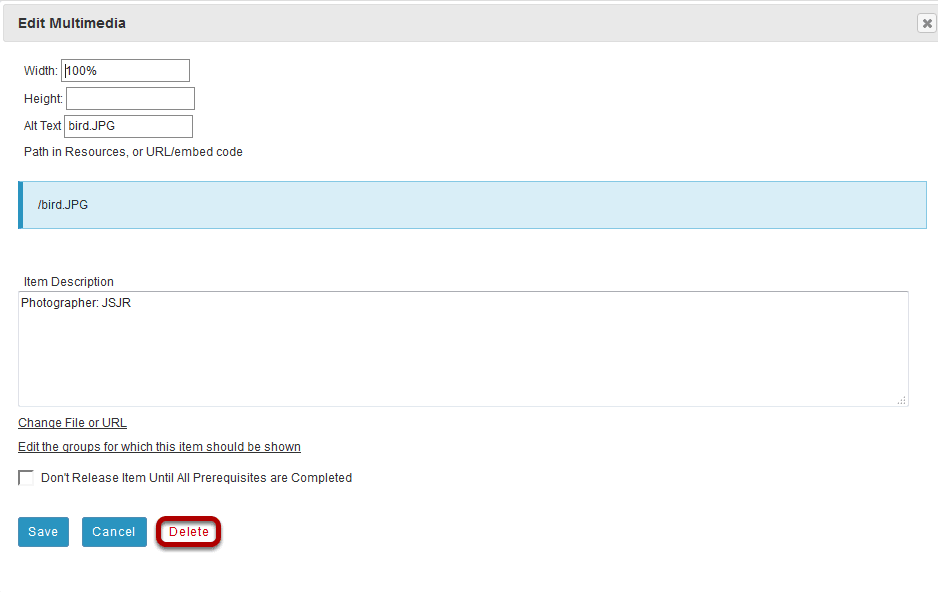 Edit Multimedia
Width: 100%
Height:
Alt Text bird.JPG
Path in Resources, or URL/embed code
/bird.JPG
Item Description
Photographer: JSJR
Change File or URL
Edit the groups for which this item should be shown
Don't Release Item Until All Prerequisites are Completed
Save Cancel Delete